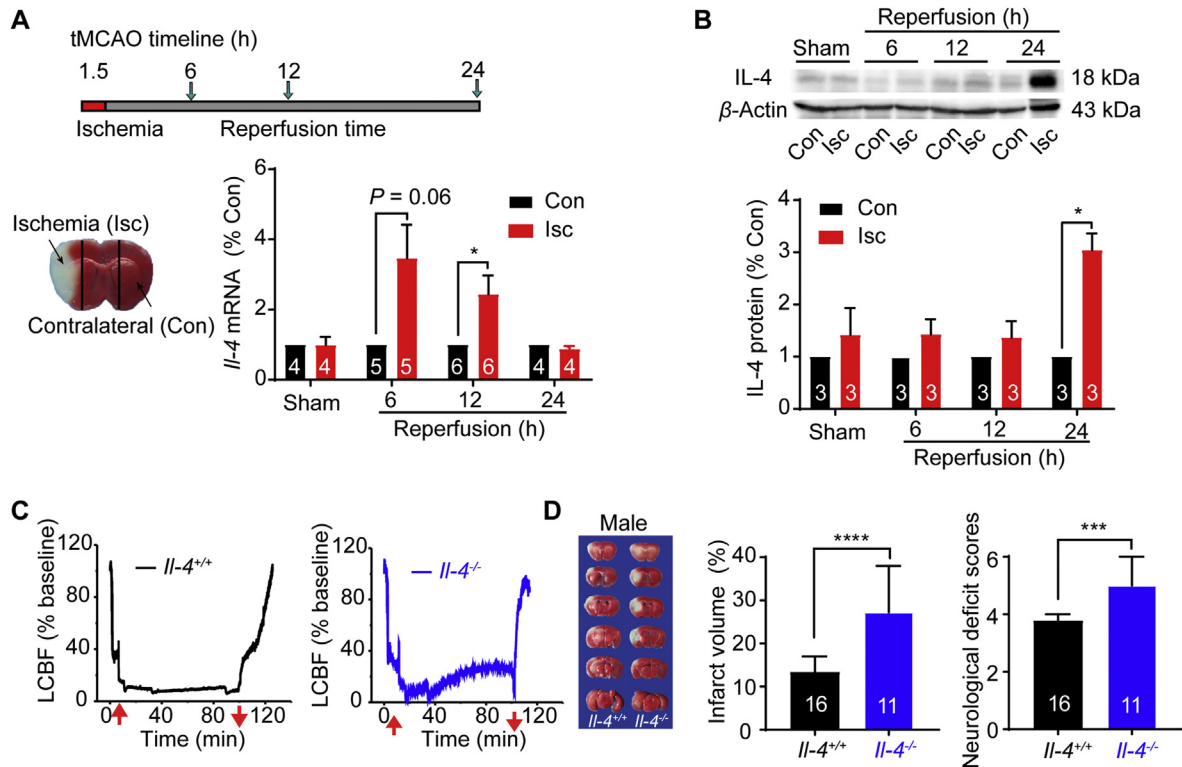 A
tMCAO timeline (h)
1.5 6 12 24
Ischemia Reperfusion time
Ischemia (Isc)
Contralateral (Con)
Il-4 mRNA (% Con)
6
4
2
0
P = 0.06
*
Con
Isc
4 4 5 5 6 6 4 4
Sham 6 12 24
Reperfusion (h)
B
Reperfusion (h)
Sham 6 12 24
IL-4 18 kDa
β-Actin 43 kDa
Con Isc Con Isc Con Isc Con Isc
IL-4 protein (% Con)
4
3
2
1
0
Con
Isc
*
3 3 3 3 3 3 3 3
Sham 6 12 24
Reperfusion (h)
C
LCBF (% baseline)
120
80
40
0
Il-4+/+
0 40 80 120
Time (min)
LCBF (% baseline)
120
80
40
0
Il-4-/-
0 40 80 120
Time (min)
D
Male
Il-4+/+ Il-4-/-
Infarct volume (%)
40
30
20
10
0
****
16 11
Il-4+/+ Il-4-/-
Neurological deficit scores
6
4
2
0
***
16 11
Il-4+/+ Il-4-/-